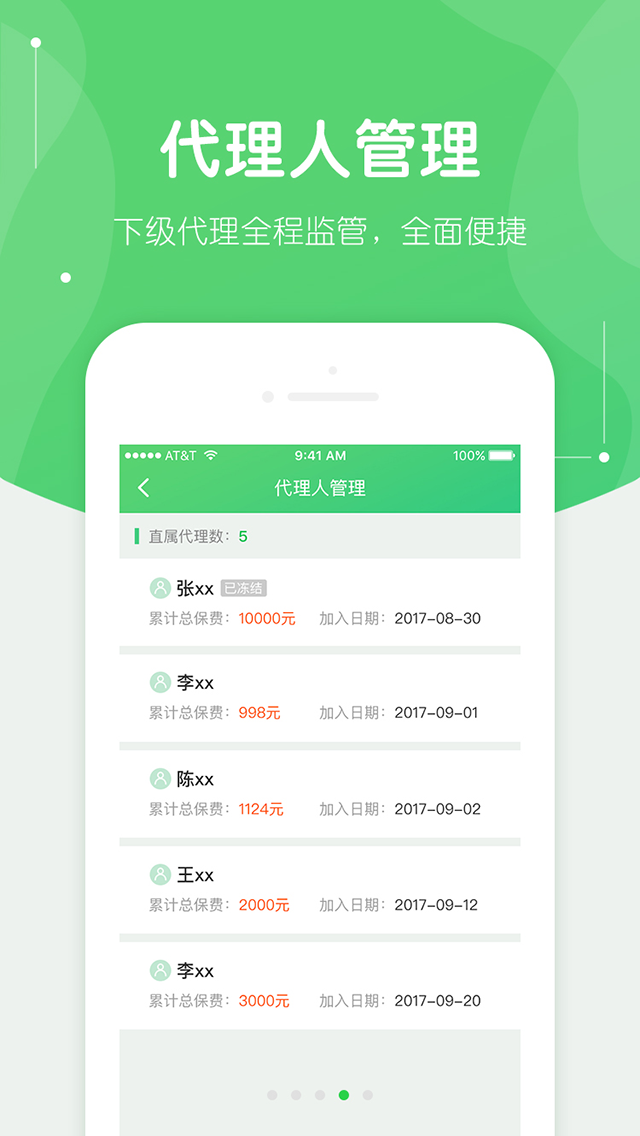 代理人管理
下级代理全程监管，全面便捷
AT&T 9:41 AM 100%
代理人管理
直属代理数：5
张xx 已冻结
累计总保费：10000元 加入日期：2017-08-30
李xx
累计总保费：998元 加入日期：2017-09-01
陈xx
累计总保费：1124元 加入日期：2017-09-02
王xx
累计总保费：2000元 加入日期：2017-09-12
李xx
累计总保费：3000元 加入日期：2017-09-20